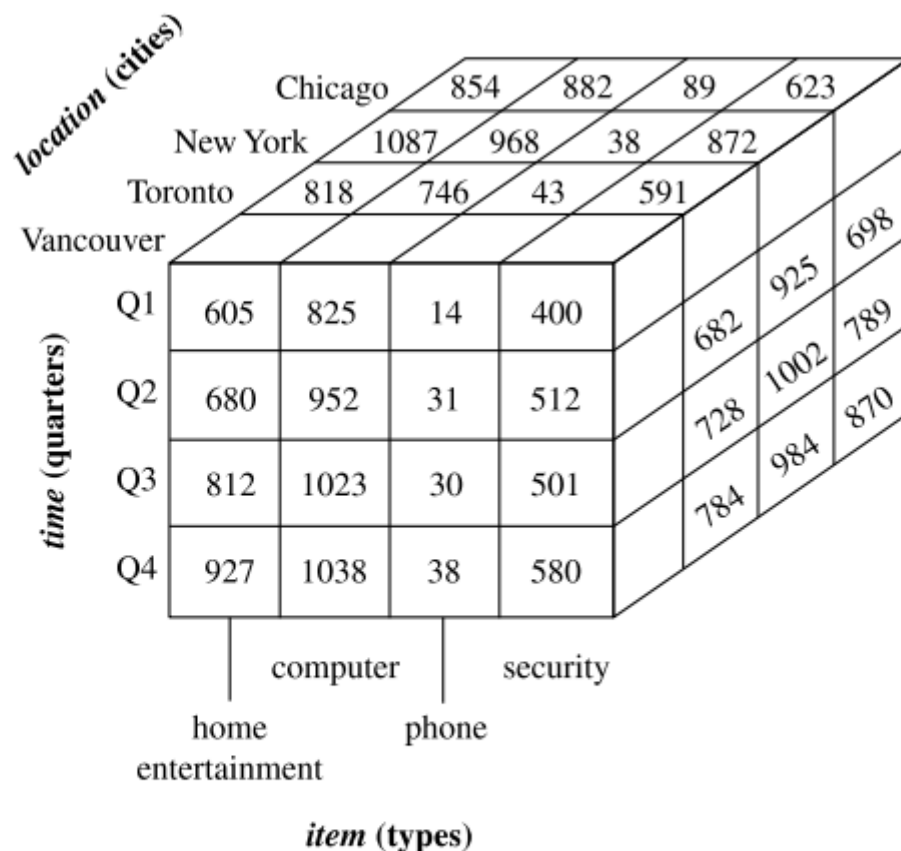 location (cities)
Chicago 854 882 89 623
New York 1087 968 38 872
Toronto 818 746 43 591
Vancouver
time (quarters)
Q1 605 825 14 400
Q2 680 952 31 512
Q3 812 1023 30 501
Q4 927 1038 38 580
682 925 698
728 1002 789
784 984 870
computer security
home phone
entertainment
item (types)